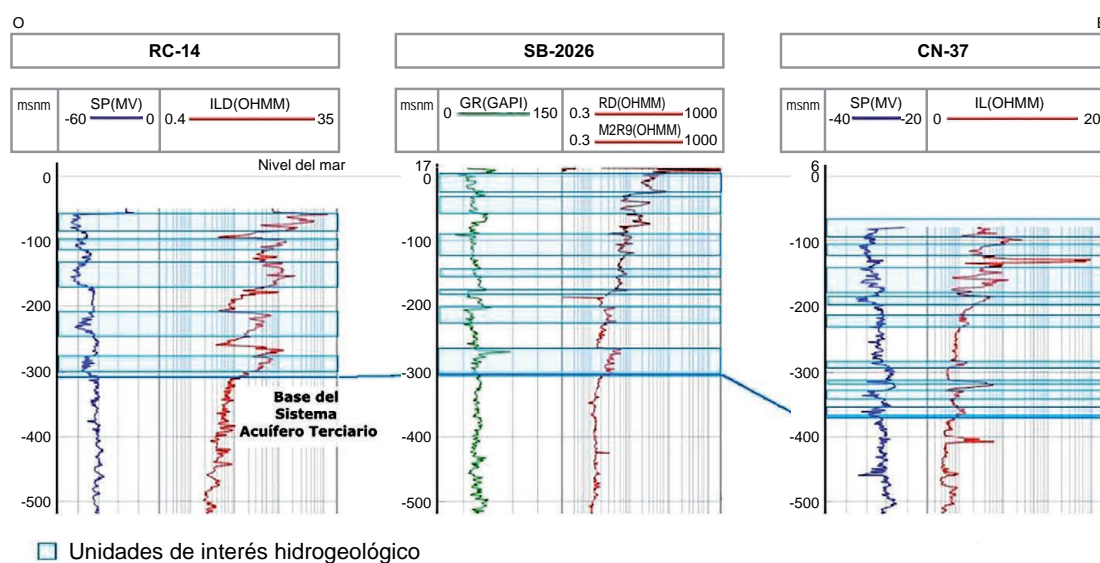 O
E
RC-14
SB-2026
CN-37
msnm
SP(MV)
-60
0
ILD(OHMM)
0.4
35
msnm
GR(GAPI)
0
150
RD(OHMM)
0.3
1000
M2R9(OHMM)
0.3
1000
msnm
SP(MV)
-40
-20
IL(OHMM)
0
20
Nivel del mar
0
-100
-200
-300
-400
-500
17
0
-100
-200
-300
-400
-500
6
0
-100
-200
-300
-400
-500
Base del
Sistema
Acuífero Terciario
Unidades de interés hidrogeológico